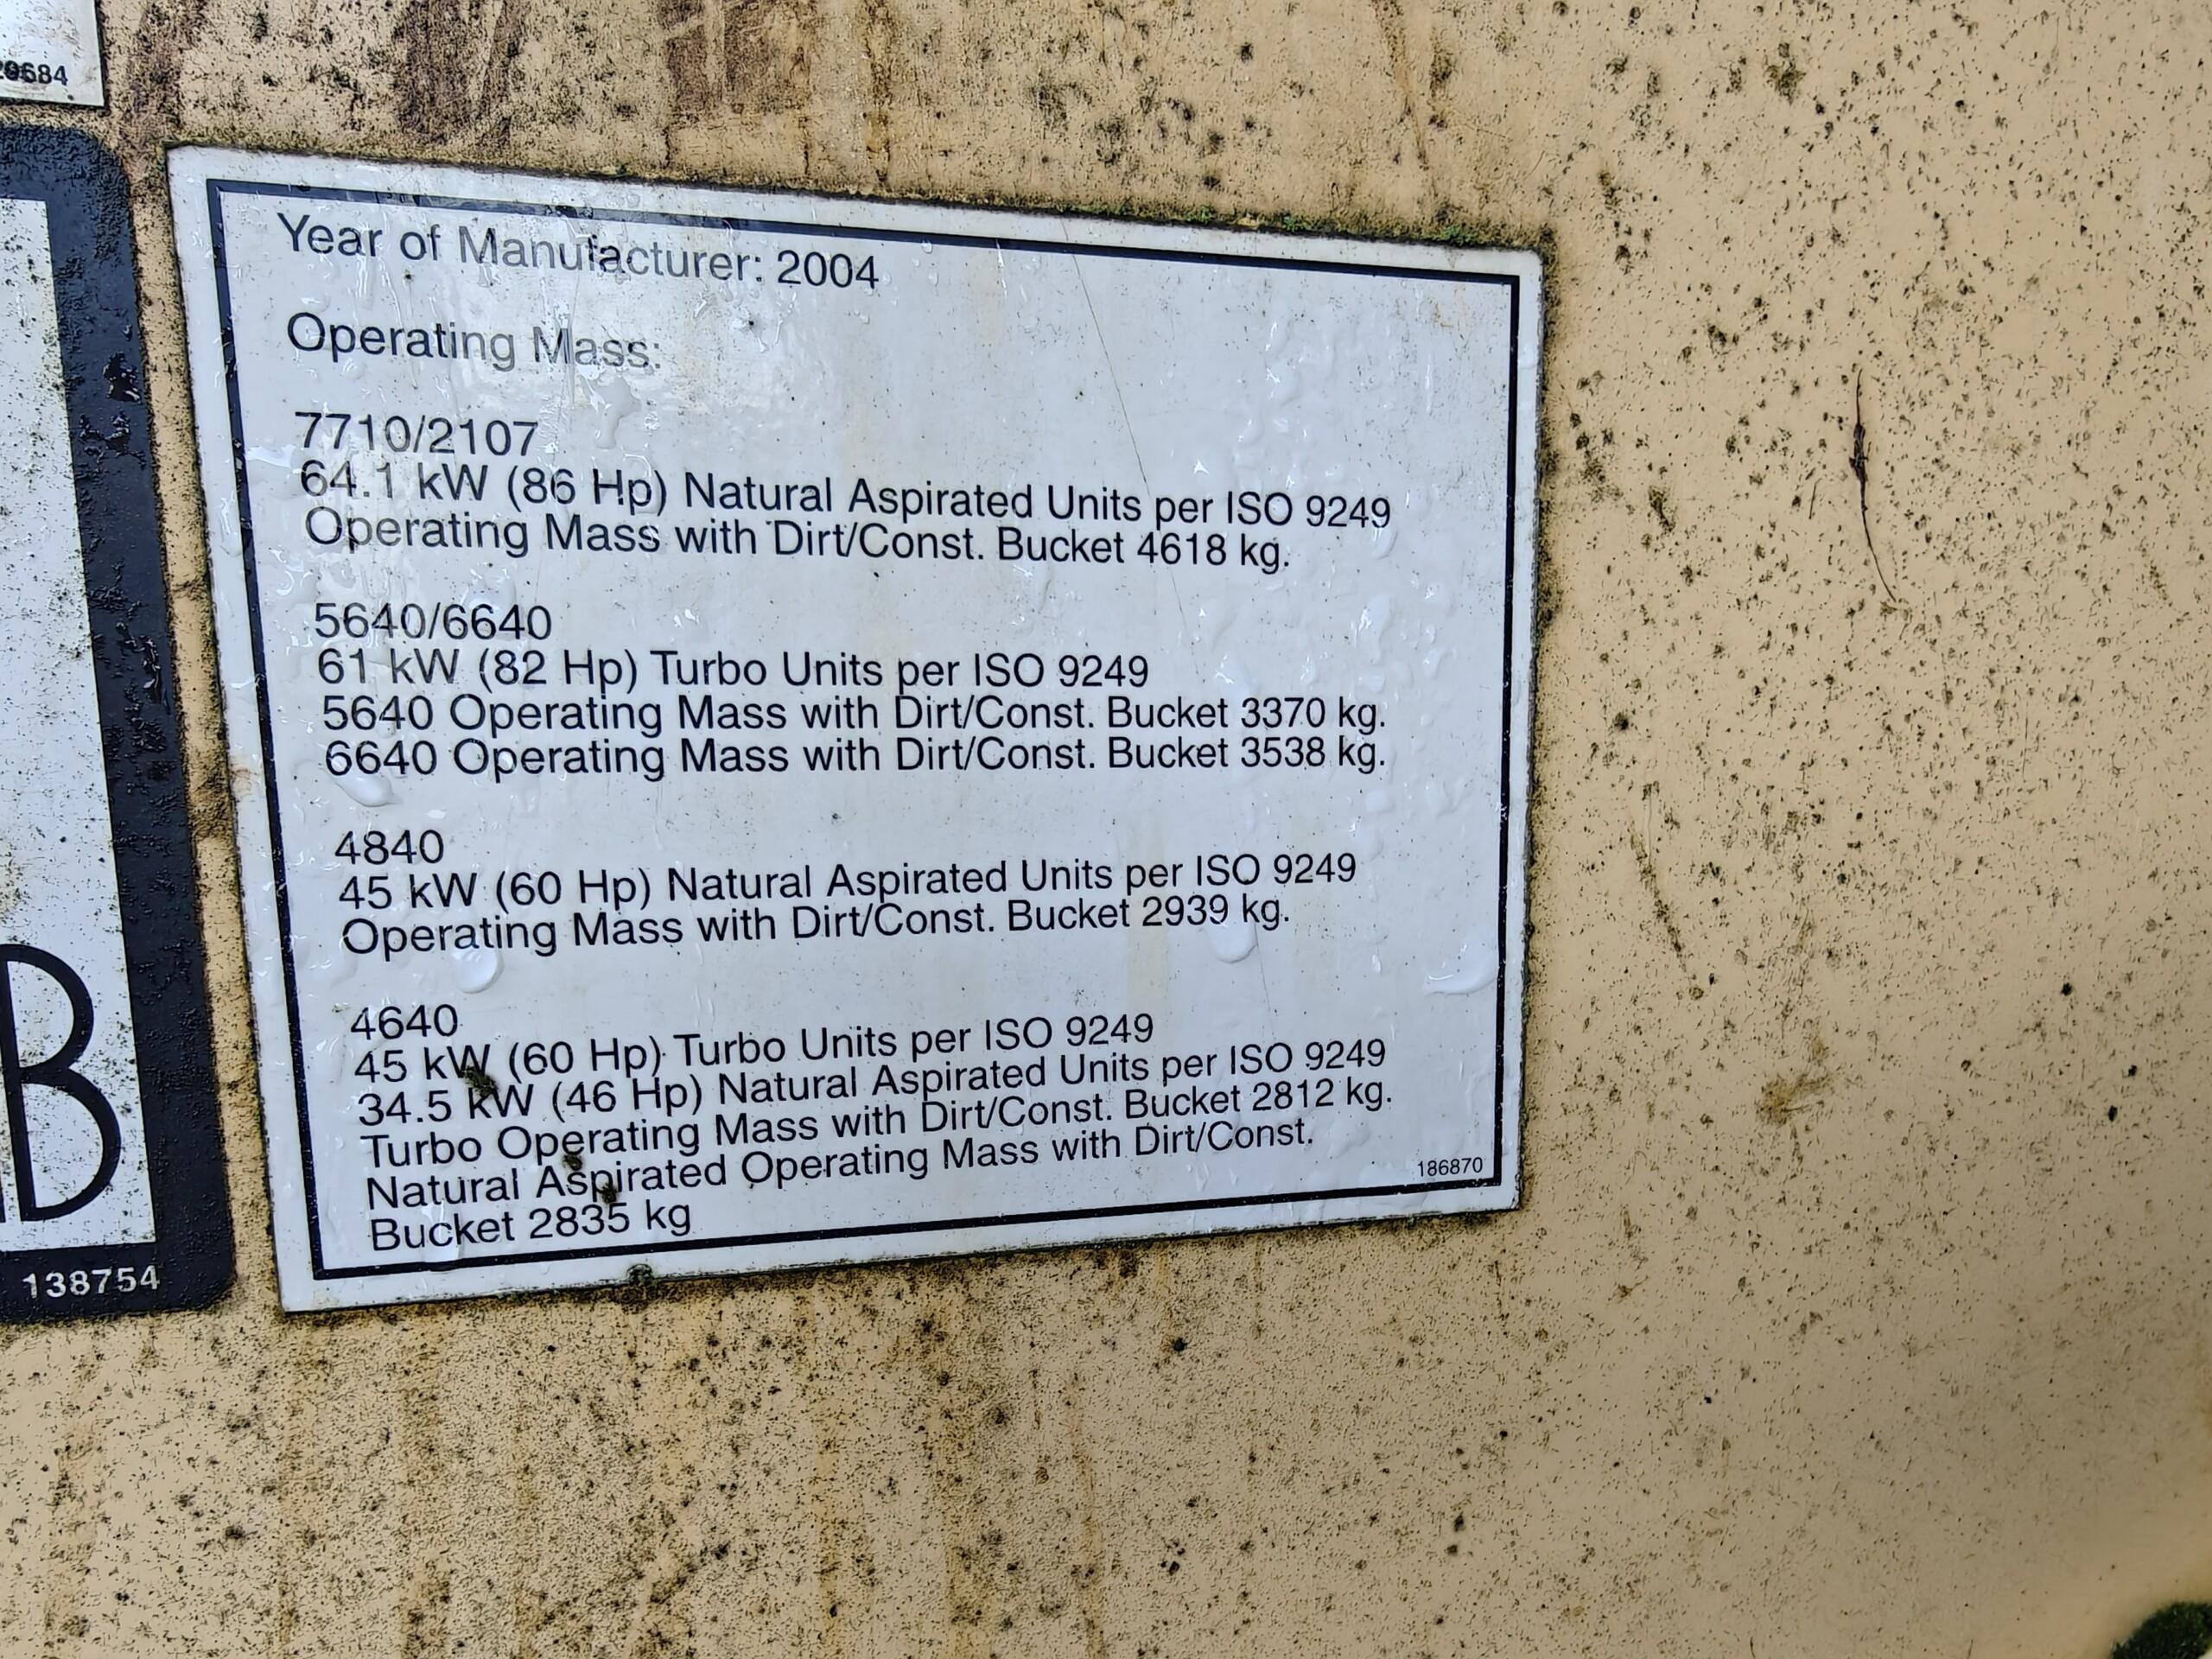 Year of Manufacturer: 2004
Operating Mass:
7710/2107
64.1 kW (86 Hp) Natural Aspirated Units per ISO 9249
Operating Mass with Dirt/Const. Bucket 4618 kg.
5640/6640
61 kW (82 Hp) Turbo Units per ISO 9249
5640 Operating Mass with Dirt/Const. Bucket 3370 kg.
6640 Operating Mass with Dirt/Const. Bucket 3538 kg.
4840
45 kW (60 Hp) Natural Aspirated Units per ISO 9249
Operating Mass with Dirt/Const. Bucket 2939 kg.
4640
45 kW (60 Hp) Turbo Units per ISO 9249
34.5 kW (46 Hp) Natural Aspirated Units per ISO 9249
Turbo Operating Mass with Dirt/Const. Bucket 2812 kg.
Natural Aspirated Operating Mass with Dirt/Const.
Bucket 2835 kg
186870
B
138754